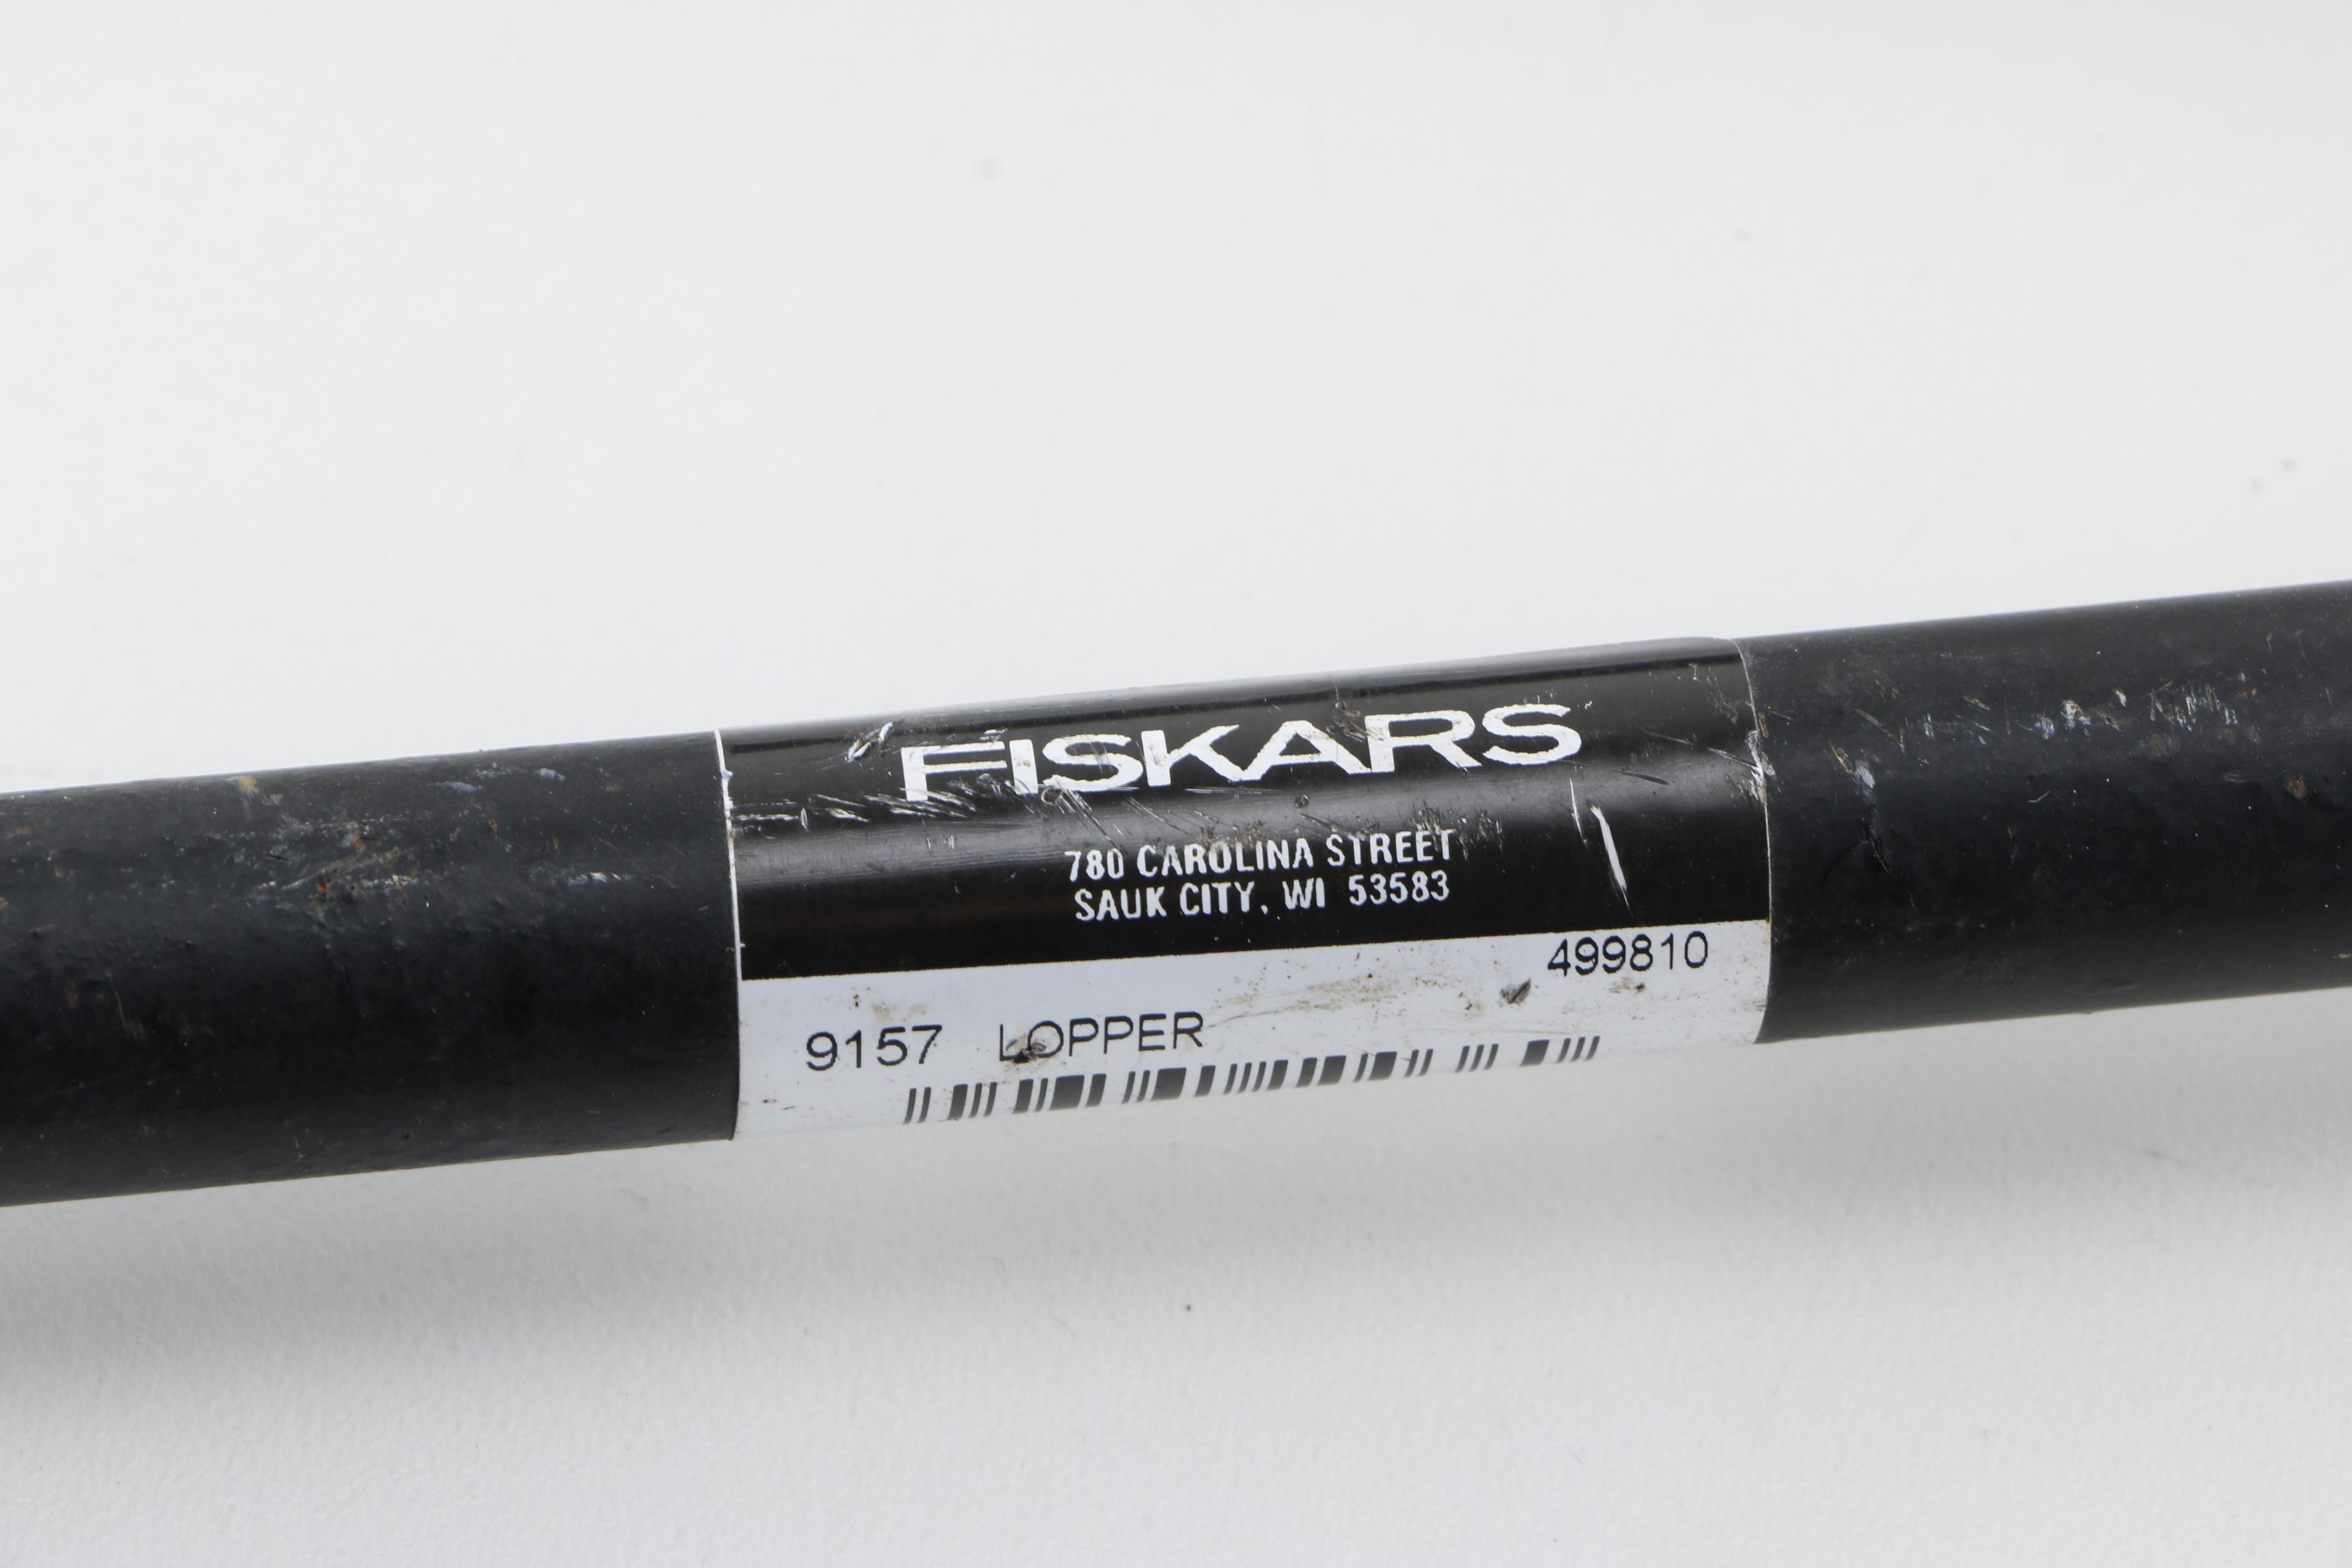 FISKARS
780 CAROLINA STREET
SAUK CITY, WI 53583
499810
9157 LOPPER